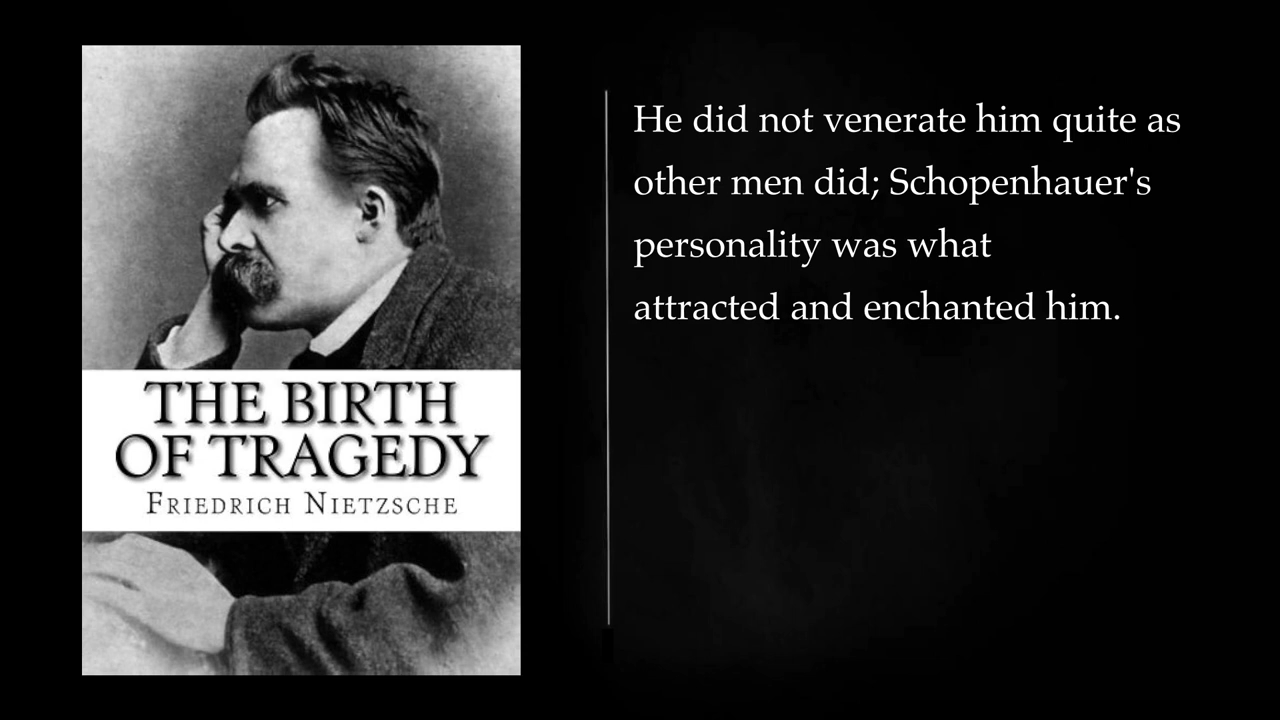 THE BIRTH
OF TRAGEDY
Friedrich Nietzsche
He did not venerate him quite as
other men did; Schopenhauer's
personality was what
attracted and enchanted him.